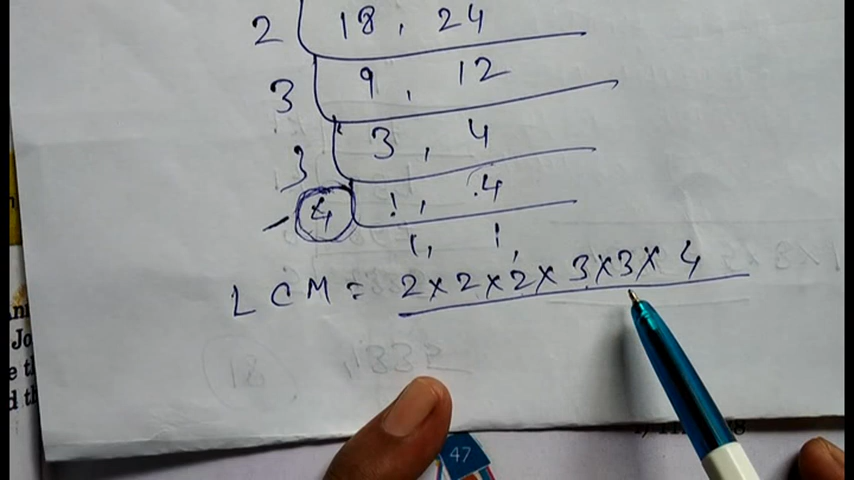 2 18, 24
3 9, 12
3 3, 4
4 1, 4
1, 1,
LCM = 2×2×2×3×3×4
18
47